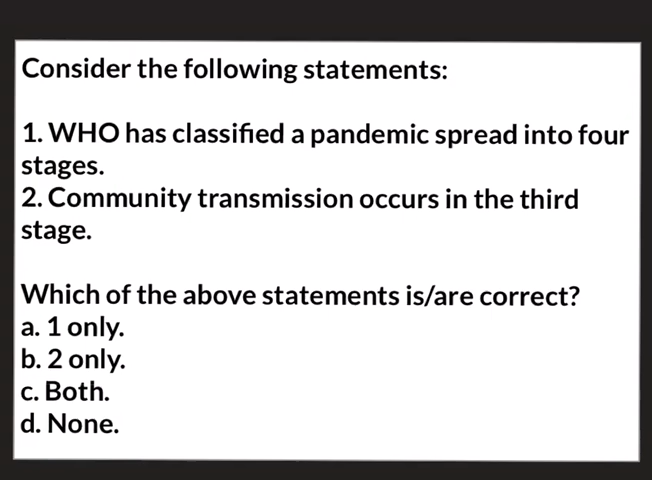 Consider the following statements:
1. WHO has classified a pandemic spread into four
stages.
2. Community transmission occurs in the third
stage.
Which of the above statements is/are correct?
a. 1 only.
b. 2 only.
c. Both.
d. None.